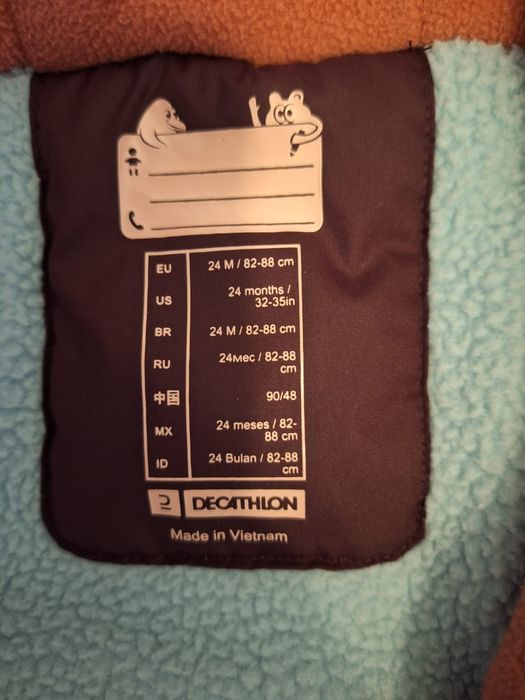 EU 24 M / 82-88 cm
US 24 months / 
32-35in
BR 24 M / 82-88 cm
RU 24мес / 82-88
cm
中国 90/48
MX 24 meses / 82-
88 cm
ID 24 Bulan / 82-88
cm
DECATHLON
Made in Vietnam